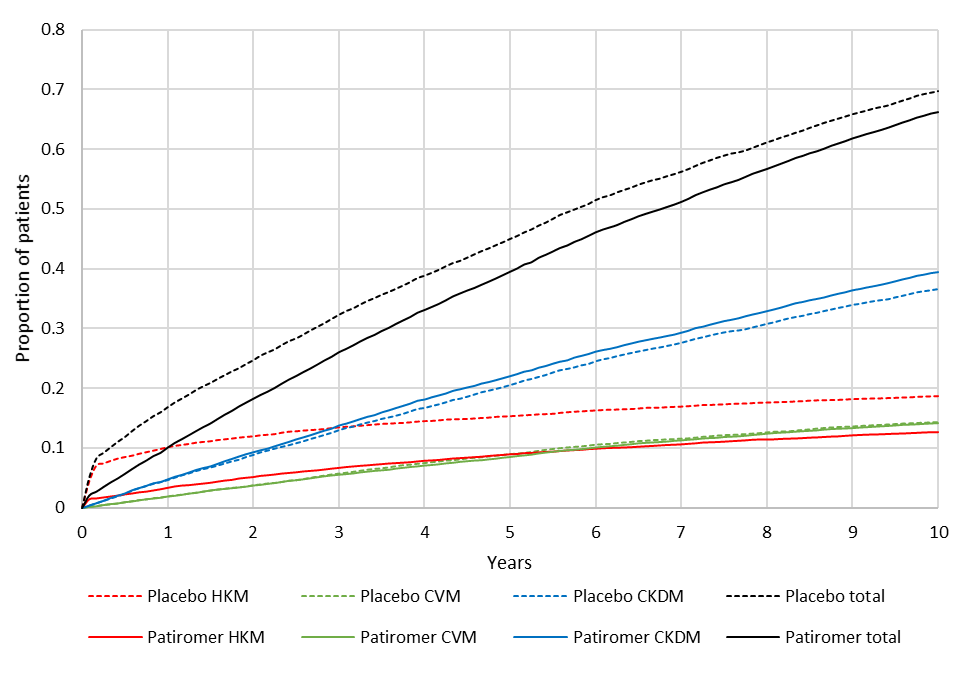 0.8
0.7
0.6
0.5
0.4
0.3
0.2
0.1
0
Proportion of patients
0 1 2 3 4 5 6 7 8 9 10
Years
Placebo HKM Placebo CVM Placebo CKDM Placebo total
Patiromer HKM Patiromer CVM Patiromer CKDM Patiromer total